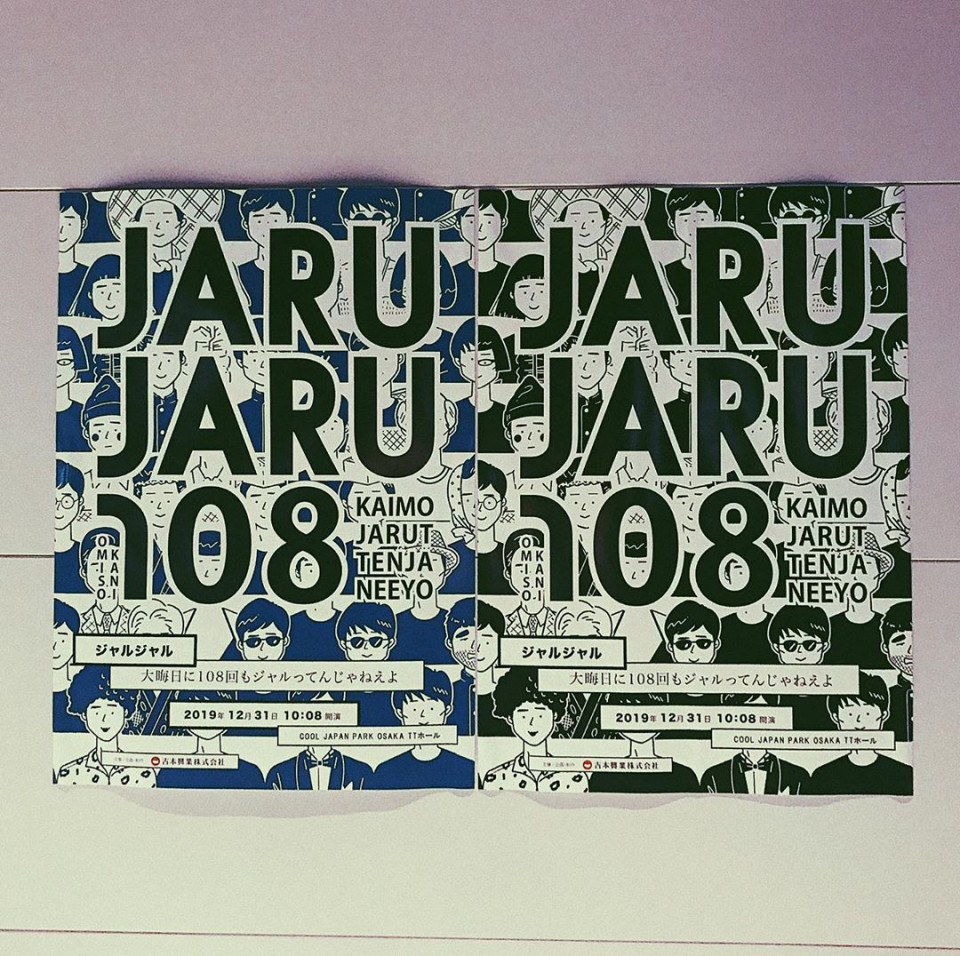 JARU
JARU
108
OMISO
KANI
KAIMO
JARUT
TENJA
NEEYO
ジャルジャル
大晦日に108回もジャルってんじゃねえよ
2019年 12月 31日 10:08 開演
COOL JAPAN PARK OSAKA TTホール
吉本興業株式会社
JARU
JARU
108
OMISO
KANI
KAIMO
JARUT
TENJA
NEEYO
ジャルジャル
大晦日に108回もジャルってんじゃねえよ
2019年 12月 31日 10:08 開演
COOL JAPAN PARK OSAKA TTホール
吉本興業株式会社